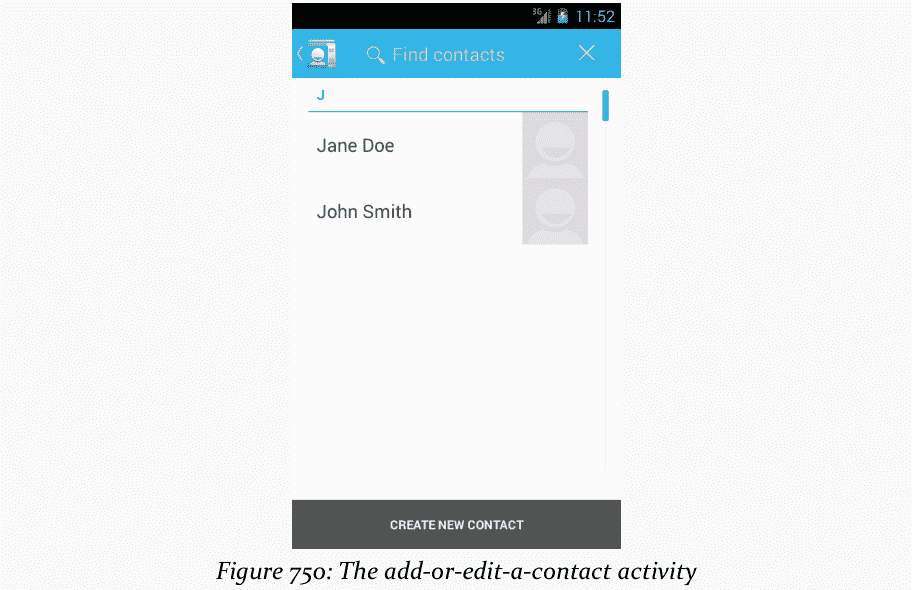 3G 11:52
Find contacts
J
Jane Doe
John Smith
CREATE NEW CONTACT
Figure 750: The add-or-edit-a-contact activity